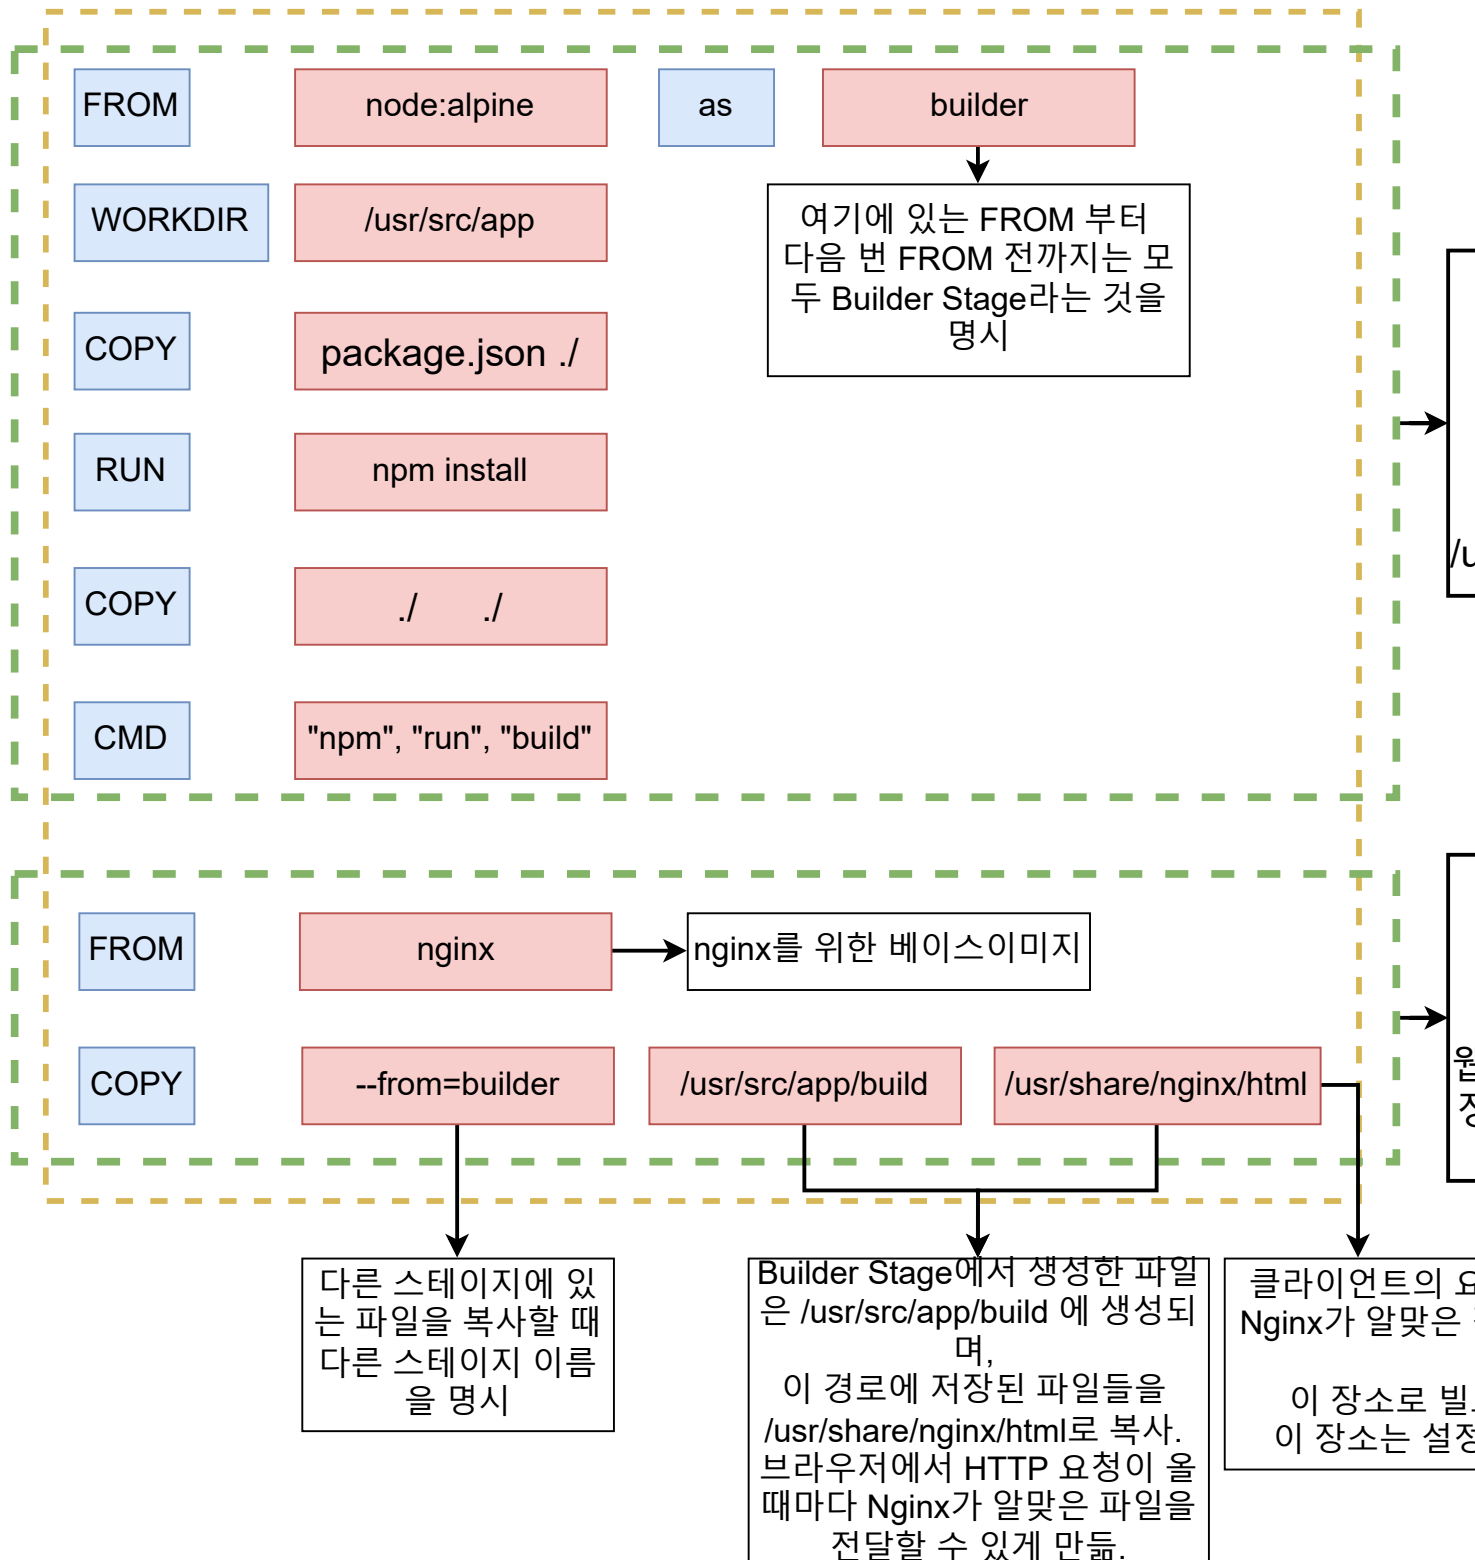 FROM node:alpine as builder
WORKDIR /usr/src/app
여기에 있는 FROM 부터
다음 번 FROM 전까지는 모
두 Builder Stage라는 것을
명시
COPY package.json ./
RUN npm install
COPY ./ ./
CMD "npm", "run", "build"
FROM nginx
nginx를 위한 베이스이미지
COPY --from=builder /usr/src/app/build /usr/share/nginx/html
다른 스테이지에 있
는 파일을 복사할 때
다른 스테이지 이름
을 명시
Builder Stage에서 생성한 파일
은 /usr/src/app/build 에 생성되
며,
이 경로에 저장된 파일들을
/usr/share/nginx/html로 복사.
브라우저에서 HTTP 요청이 올
때마다 Nginx가 알맞은 파일을
전달할 수 있게 만듦.
클라이언트의
Nginx가 알맞은
이 장소로
이 장소는